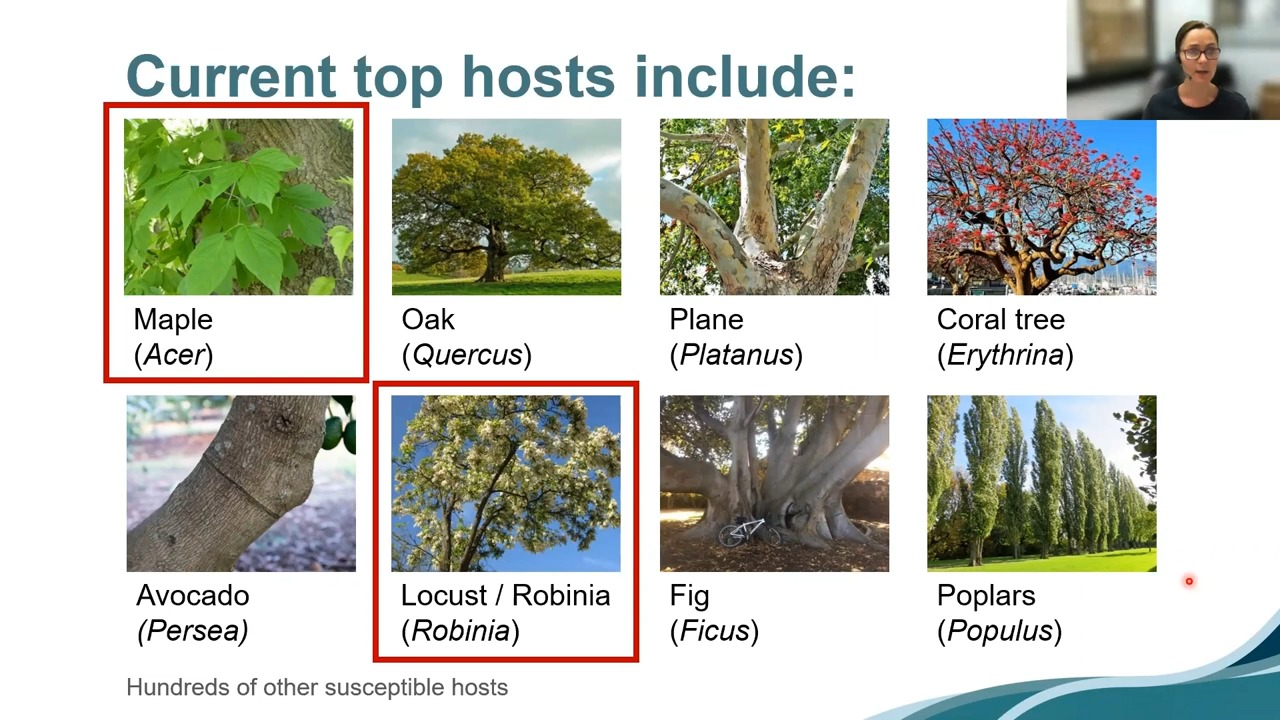 Current top hosts include:
Maple
(Acer)
Oak
(Quercus)
Plane
(Platanus)
Coral tree
(Erythrina)
Avocado
(Persea)
Locust / Robinia
(Robinia)
Fig
(Ficus)
Poplars
(Populus)
Hundreds of other susceptible hosts